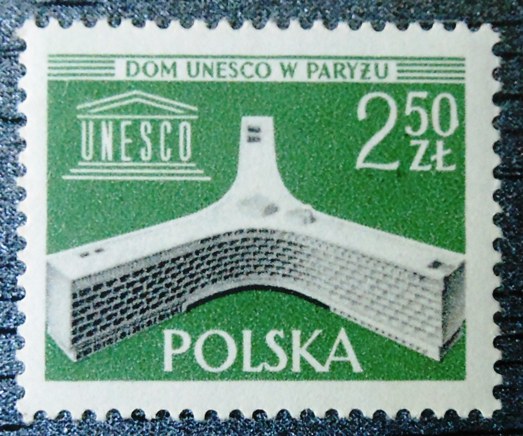 DOM UNESCO W PARYŻU
UNESCO
2 50 ZŁ
POLSKA